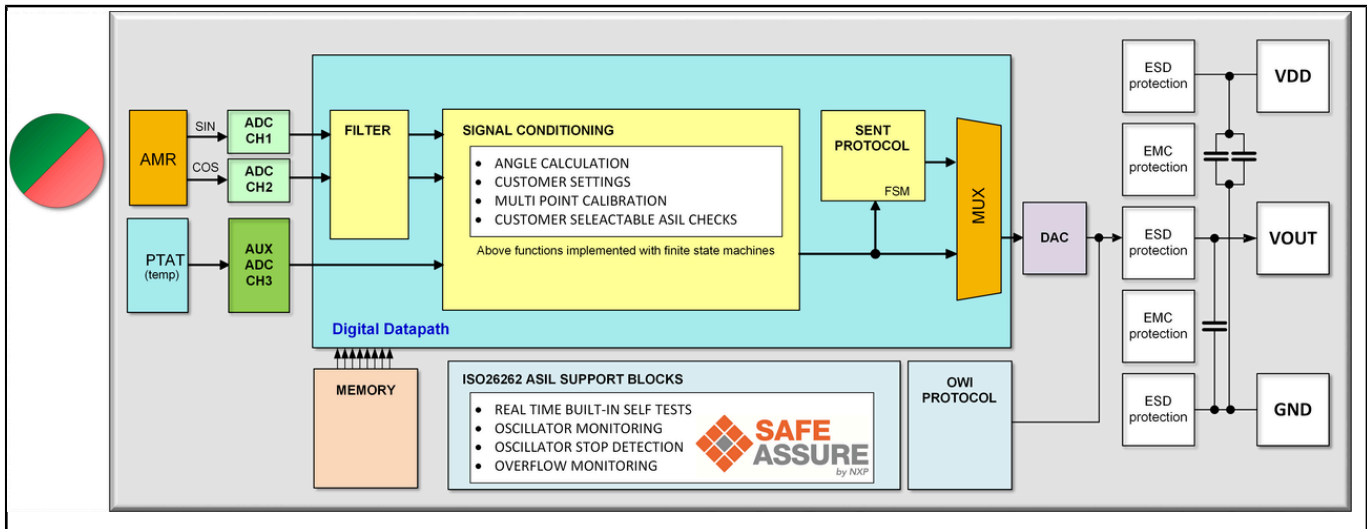 AMR
SIN
COS
ADC
CH1
ADC
CH2
PTAT
(temp)
AUX
ADC
CH3
FILTER
SIGNAL CONDITIONING
• ANGLE CALCULATION
• CUSTOMER SETTINGS
• MULTI POINT CALIBRATION
• CUSTOMER SELEACTABLE ASIL CHECKS
Above functions implemented with finite state machines
SENT
PROTOCOL
FSM
MUX
Digital Datapath
DAC
MEMORY
ISO26262 ASIL SUPPORT BLOCKS
• REAL TIME BUILT-IN SELF TESTS
• OSCILLATOR MONITORING
• OSCILLATOR STOP DETECTION
• OVERFLOW MONITORING
SAFE
ASSURE
by NXP
OWI
PROTOCOL
ESD
protection
VDD
EMC
protection
ESD
protection
VOUT
EMC
protection
ESD
protection
GND